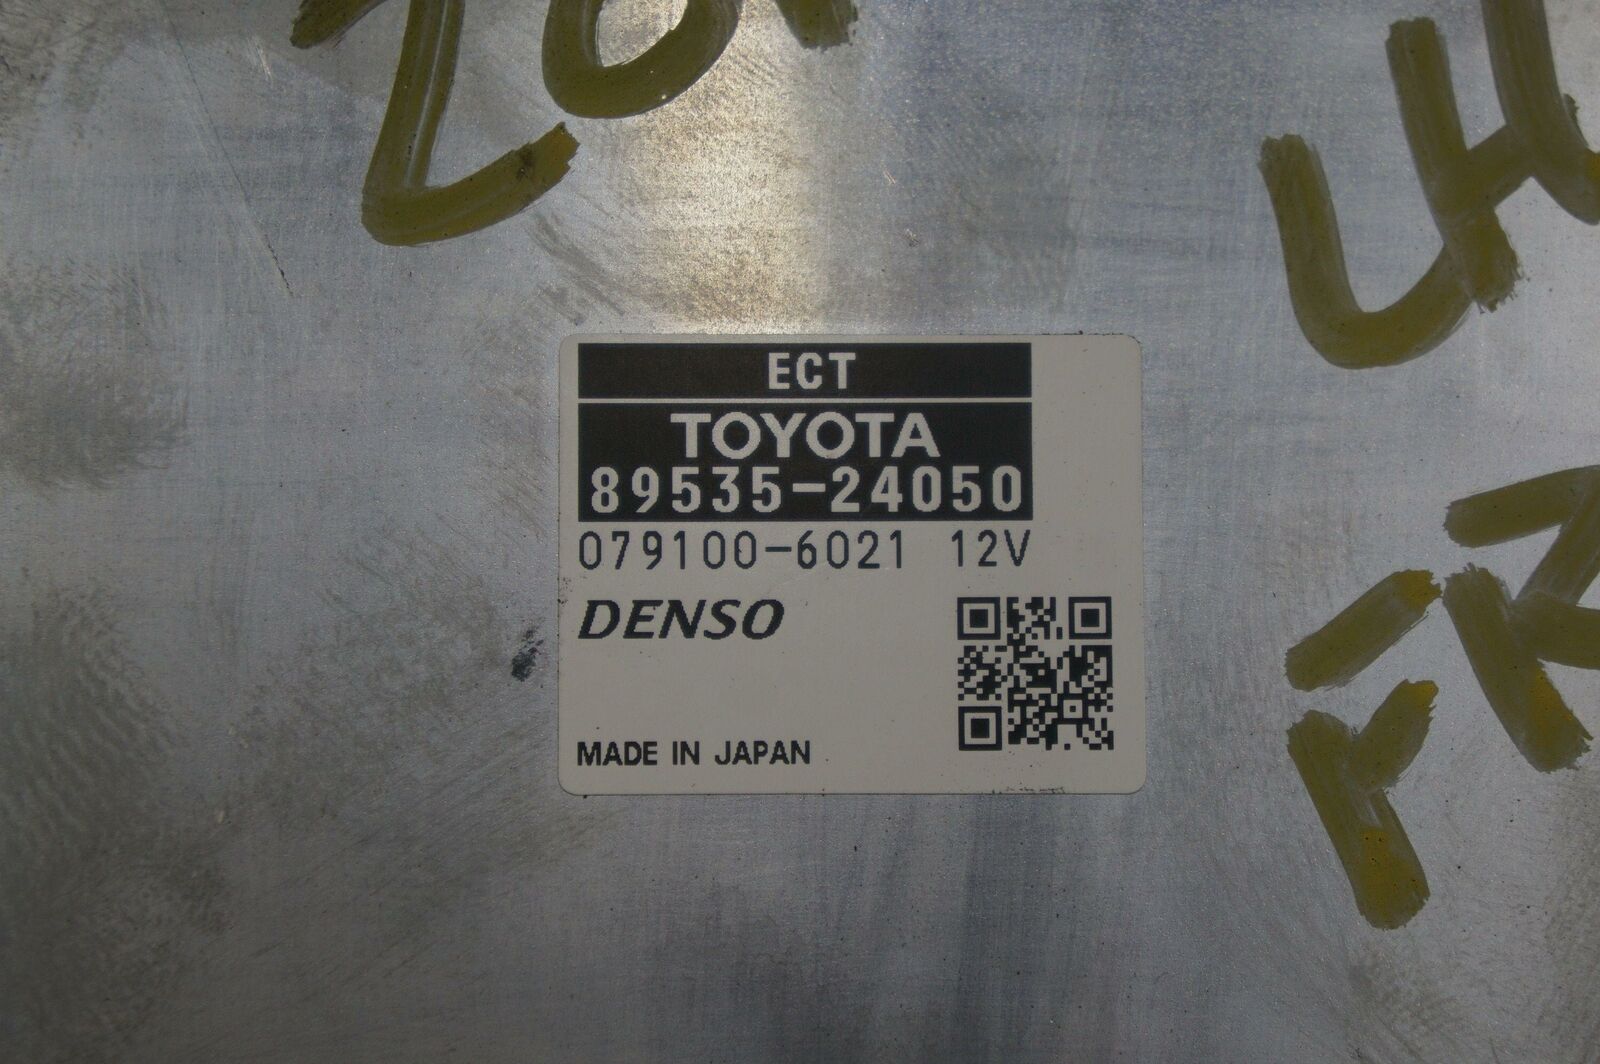 ECT
TOYOTA
89535-24050
079100-6021 12V
DENSO
MADE IN JAPAN